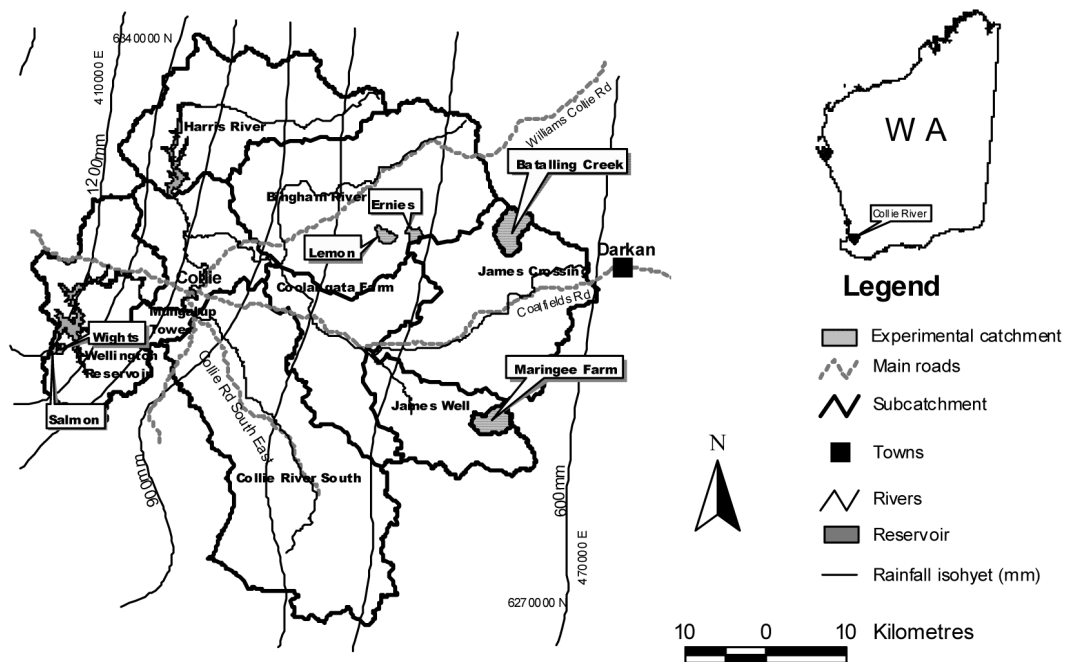 6340000 N
410000 E
1200mm
Harris River
Williams Collie Rd
Batalling Creek
Bingham River
Ernies
Lemon
Darkan
James Crossing
Collie
Coolangata Farm
Coalfields Rd
Mungalup
Tower
Wights
Wellington
Reservoir
Maringee Farm
Collie Rd South East
James Well
Salmon
Collie River South
900mm
600mm
470000 E
6270000 N
W A
Collie River
Legend
Experimental catchment
Main roads
Subcatchment
Towns
Rivers
Reservoir
Rainfall isohyet (mm)
N
10 0 10 Kilometres